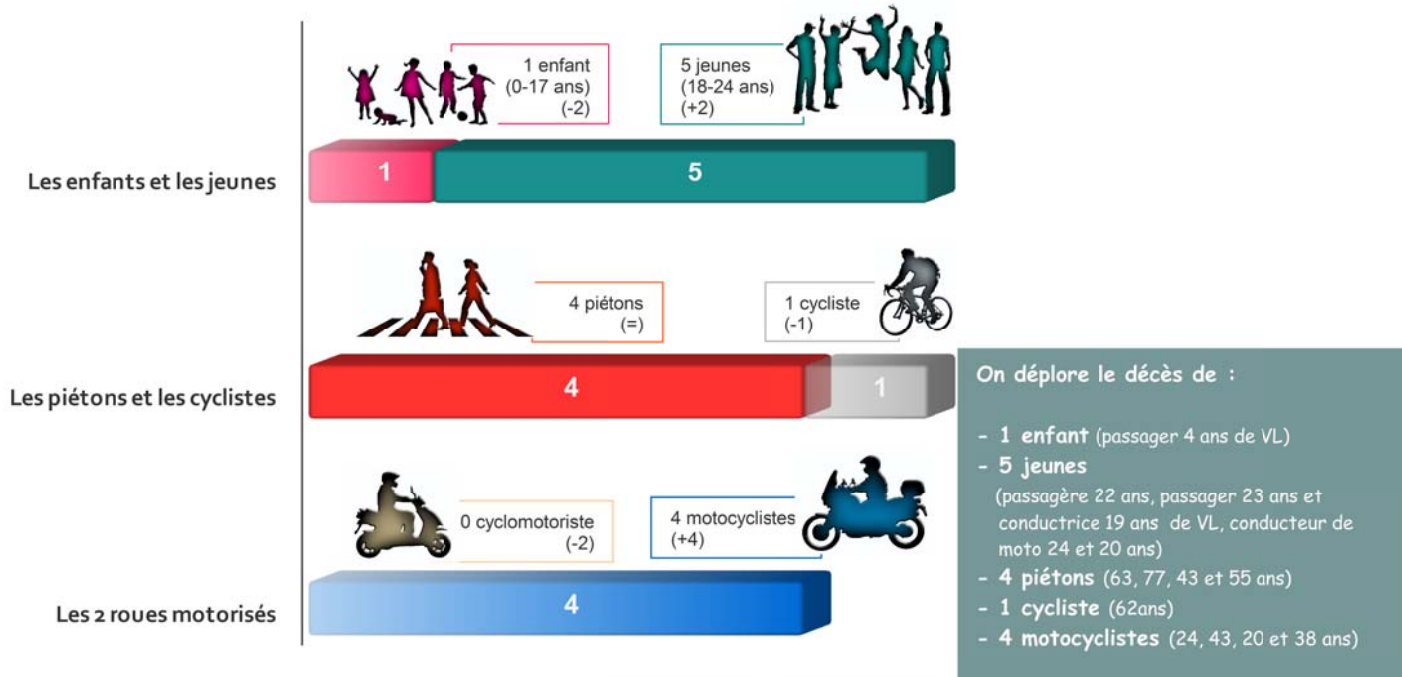 1 enfant
(0-17 ans)
(-2)
5 jeunes
(18-24 ans)
(+2)
Les enfants et les jeunes
1
5
4 piétons
(=)
1 cycliste
(-1)
Les piétons et les cyclistes
4
1
0 cyclomotoriste
(-2)
4 motocyclistes
(+4)
Les 2 roues motorisés
4
On déplore le décès de :
- 1 enfant (passager 4 ans de VL)
- 5 jeunes
(passagère 22 ans, passager 23 ans et
conductrice 19 ans de VL, conducteur de
moto 24 et 20 ans)
- 4 piétons (63, 77, 43 et 55 ans)
- 1 cycliste (62ans)
- 4 motocyclistes (24, 43, 20 et 38 ans)